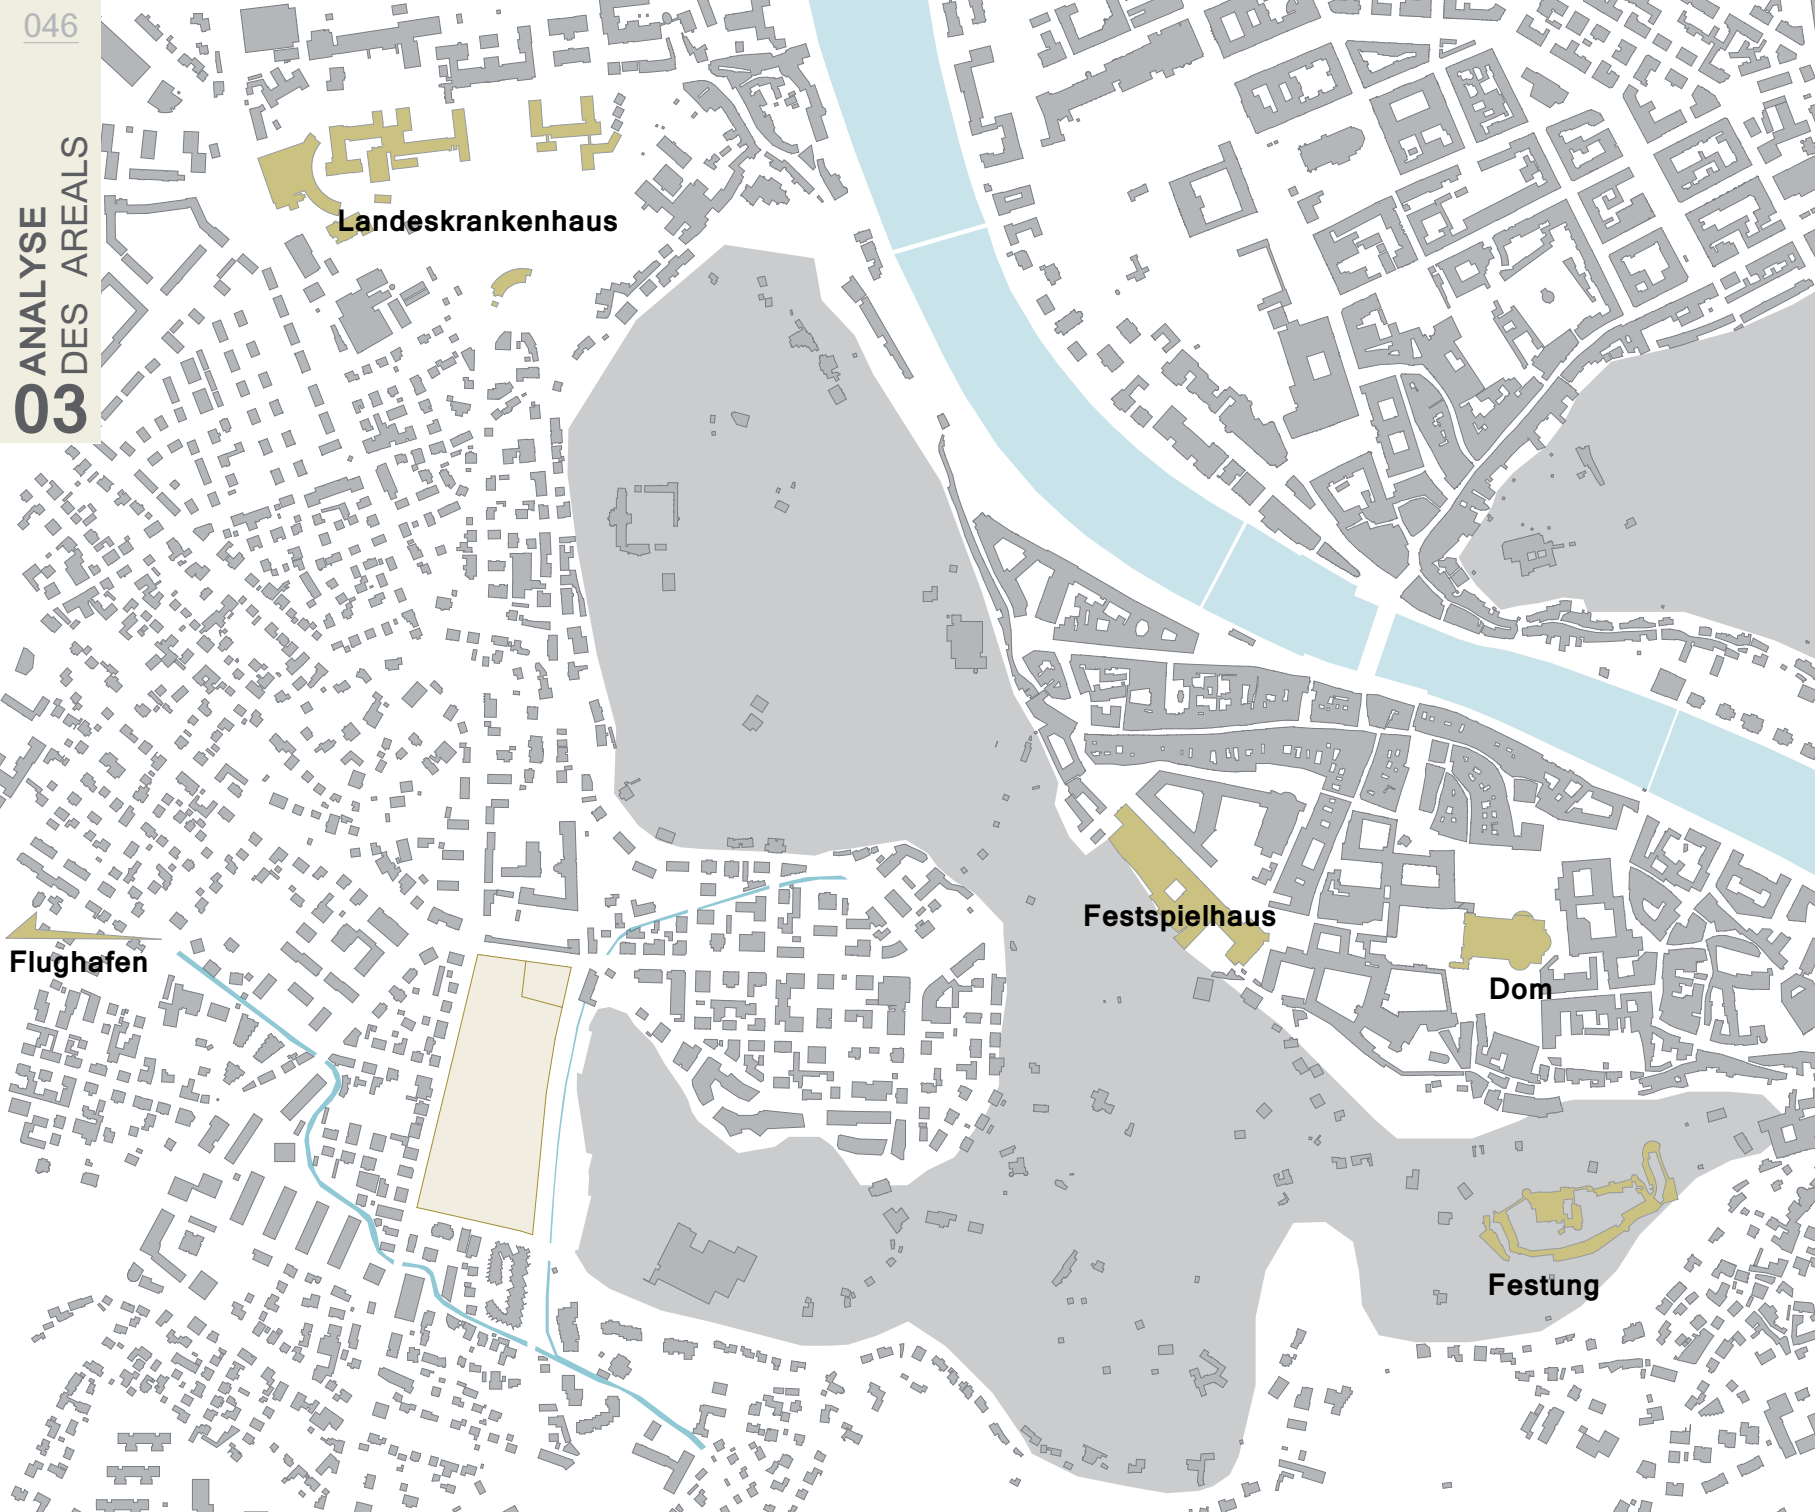 046
03 ANALYSE
DES AREALS
Landeskrankenhaus
Festspielhaus
Flughafen
Dom
Festung